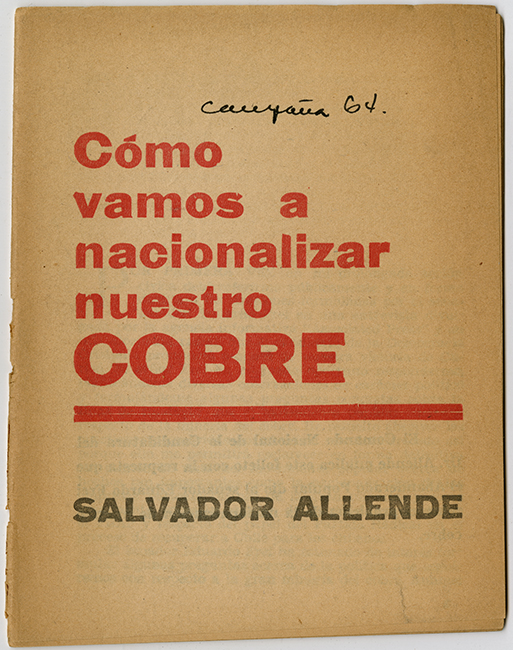 campaña 64.
Cómo
vamos a
nacionalizar
nuestro
COBRE
SALVADOR ALLENDE